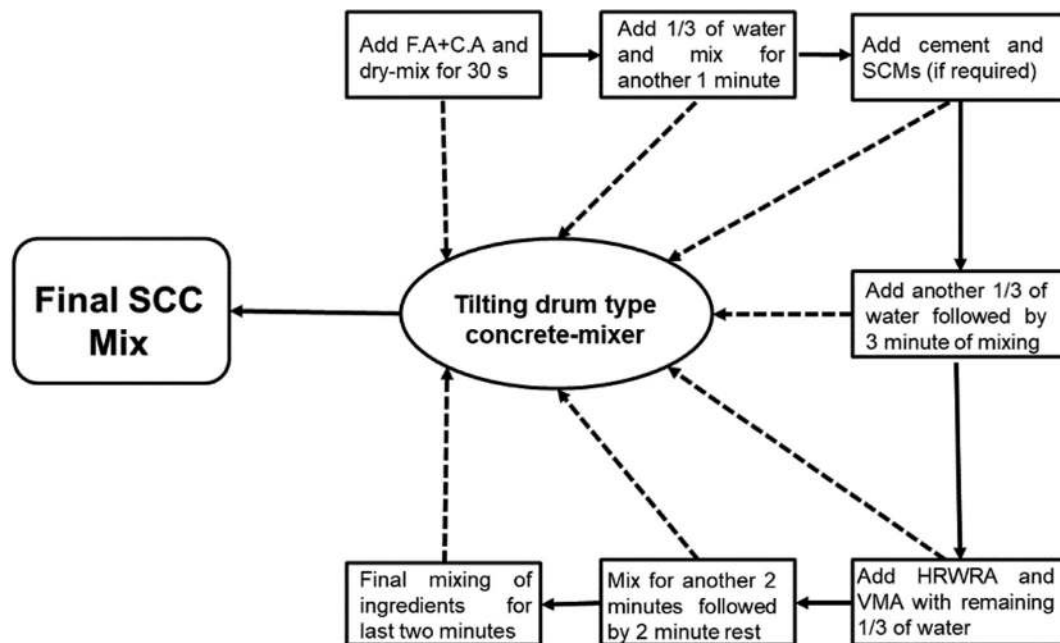 Add F.A+C.A and
dry-mix for 30 s
Add 1/3 of water
and mix for
another 1 minute
Add cement and
SCMs (if required)
Add another 1/3 of
water followed by
3 minute of mixing
Add HRWRA and
VMA with remaining
1/3 of water
Mix for another 2
minutes followed
by 2 minute rest
Final mixing of
ingredients for
last two minutes
Tilting drum type
concrete-mixer
Final SCC
Mix